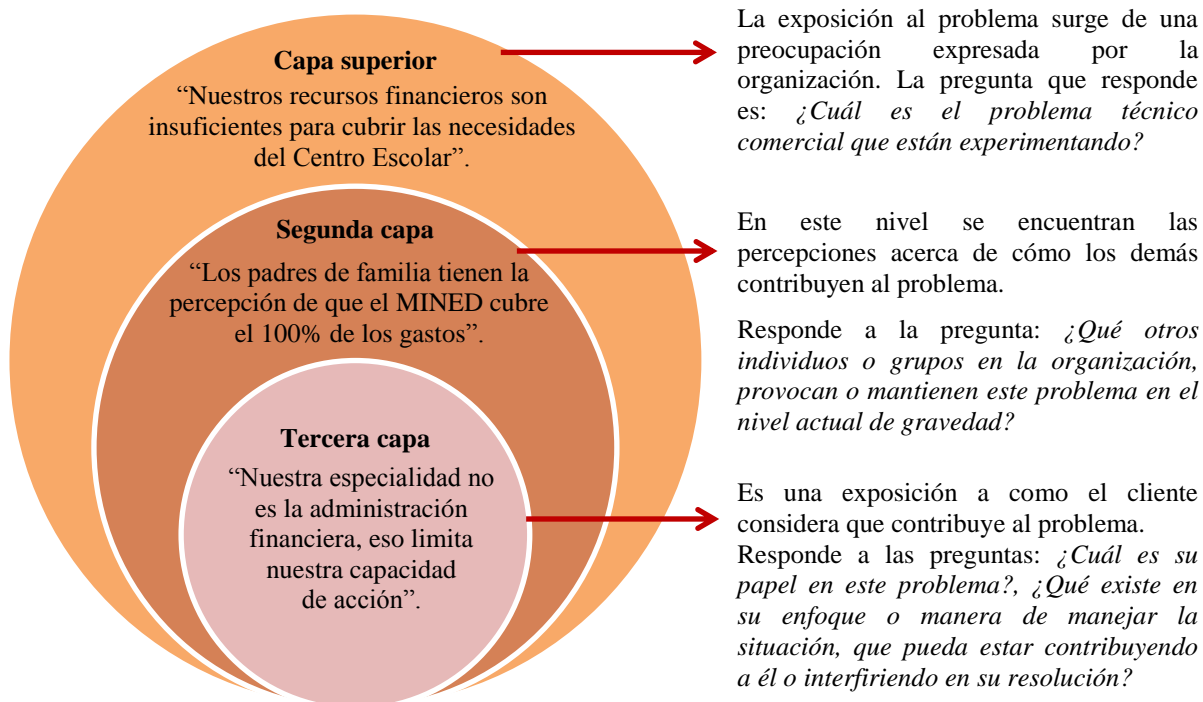 Capa superior
“Nuestros recursos financieros son
insuficientes para cubrir las necesidades
del Centro Escolar”.
La exposición al problema surge de una
preocupación expresada por la
organización. La pregunta que responde
es: ¿Cuál es el problema técnico
comercial que están experimentando?
Segunda capa
“Los padres de familia tienen la
percepción de que el MINED cubre
el 100% de los gastos”.
En este nivel se encuentran las
percepciones acerca de cómo los demás
contribuyen al problema.
Responde a la pregunta: ¿Qué otros
individuos o grupos en la organización,
provocan o mantienen este problema en el
nivel actual de gravedad?
Tercera capa
“Nuestra especialidad no
es la administración
financiera, eso limita
nuestra capacidad
de acción”.
Es una exposición a como el cliente
considera que contribuye al problema.
Responde a las preguntas: ¿Cuál es su
papel en este problema?, ¿Qué existe en
su enfoque o manera de manejar la
situación, que pueda estar contribuyendo
a él o interfiriendo en su resolución?